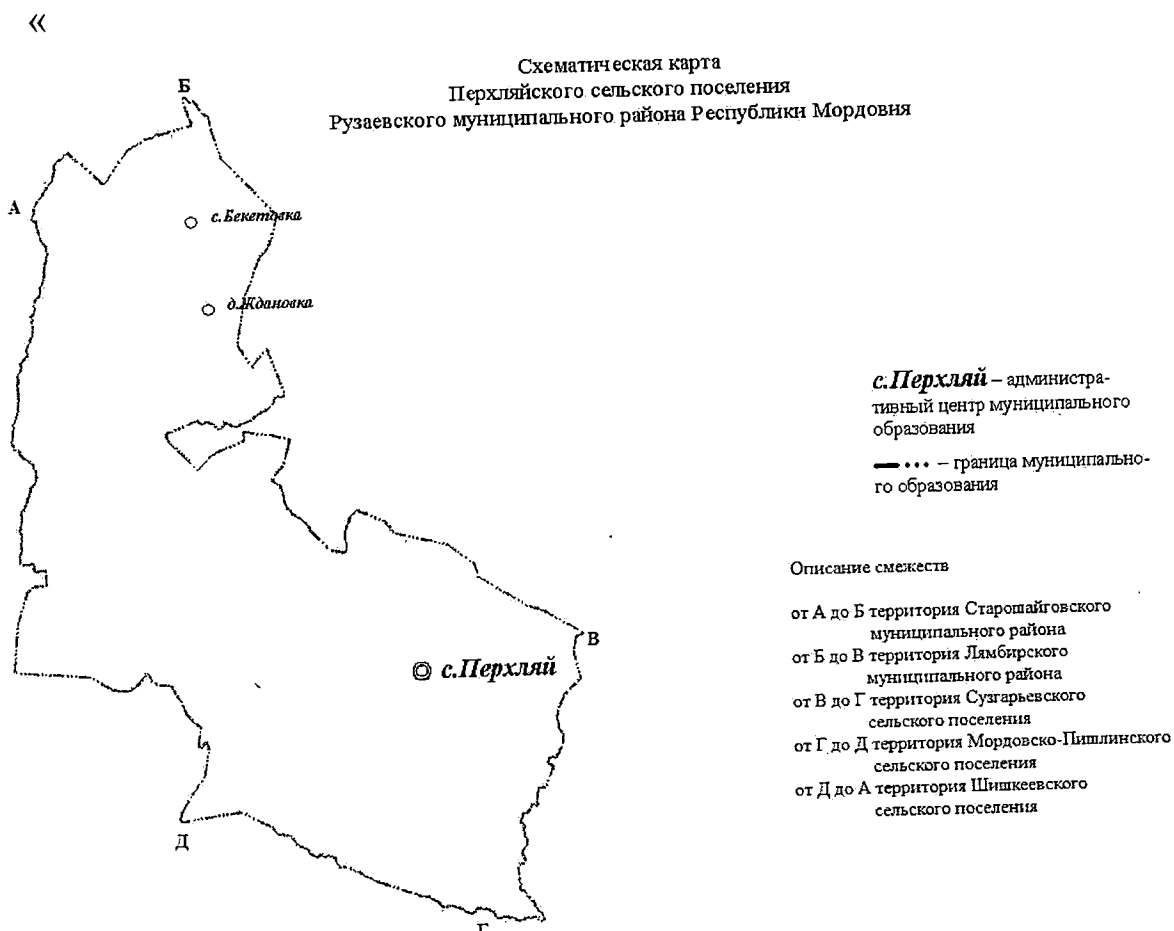 «
Схематическая карта
Перхляйского сельского поселения
Рузаевского муниципального района Республики Мордовия
Б
А
с.Бекетовка
д.Ждановка
с.Перхляй – администра-
тивный центр муниципального
образования
– граница муниципально-
го образования
Описание смежеств
от А до Б территория Старошайговского
муниципального района
от Б до В территория Лямбирского
муниципального района
от В до Г территория Сузгарьевского
сельского поселения
от Г до Д территория Мордовско-Пишлинского
сельского поселения
от Д до А территория Шишкеевского
сельского поселения
В
с.Перхляй
Д
Г